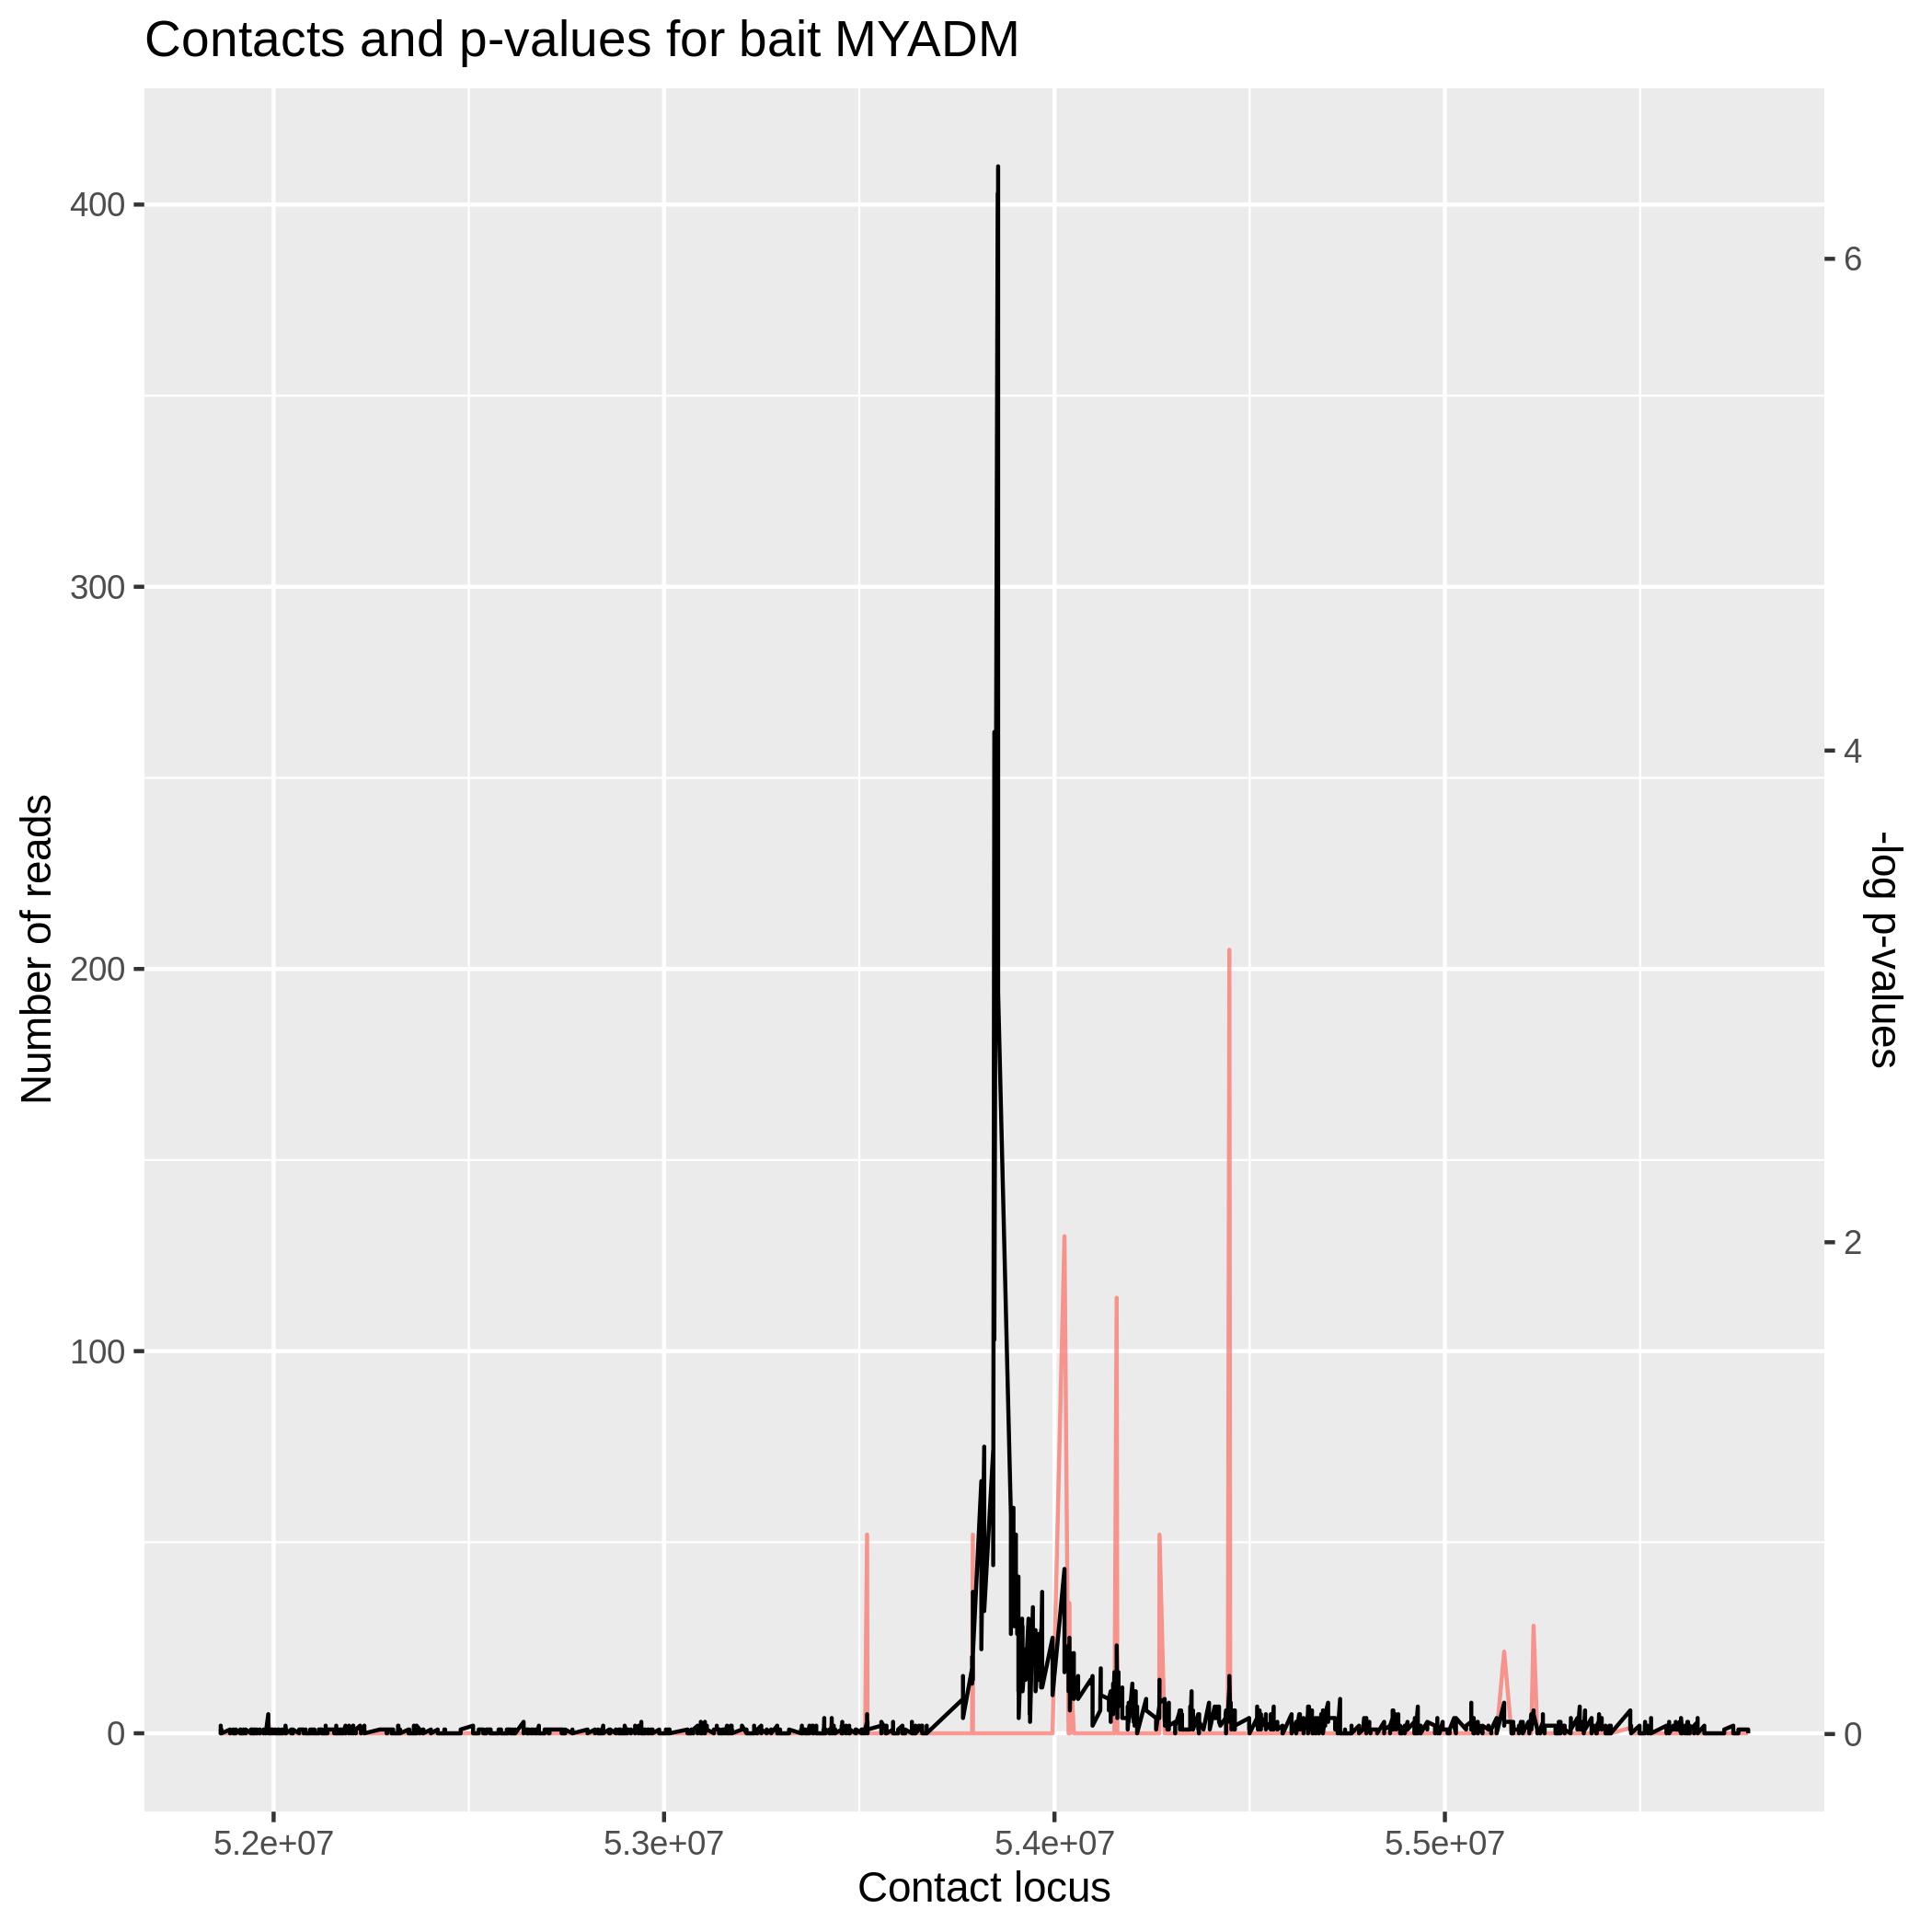 Contacts and p-values for bait MYADM
Number of reads
400
300
200
100
0
6
4
2
0
-log p-values
5.2e+07
5.3e+07
5.4e+07
5.5e+07
Contact locus